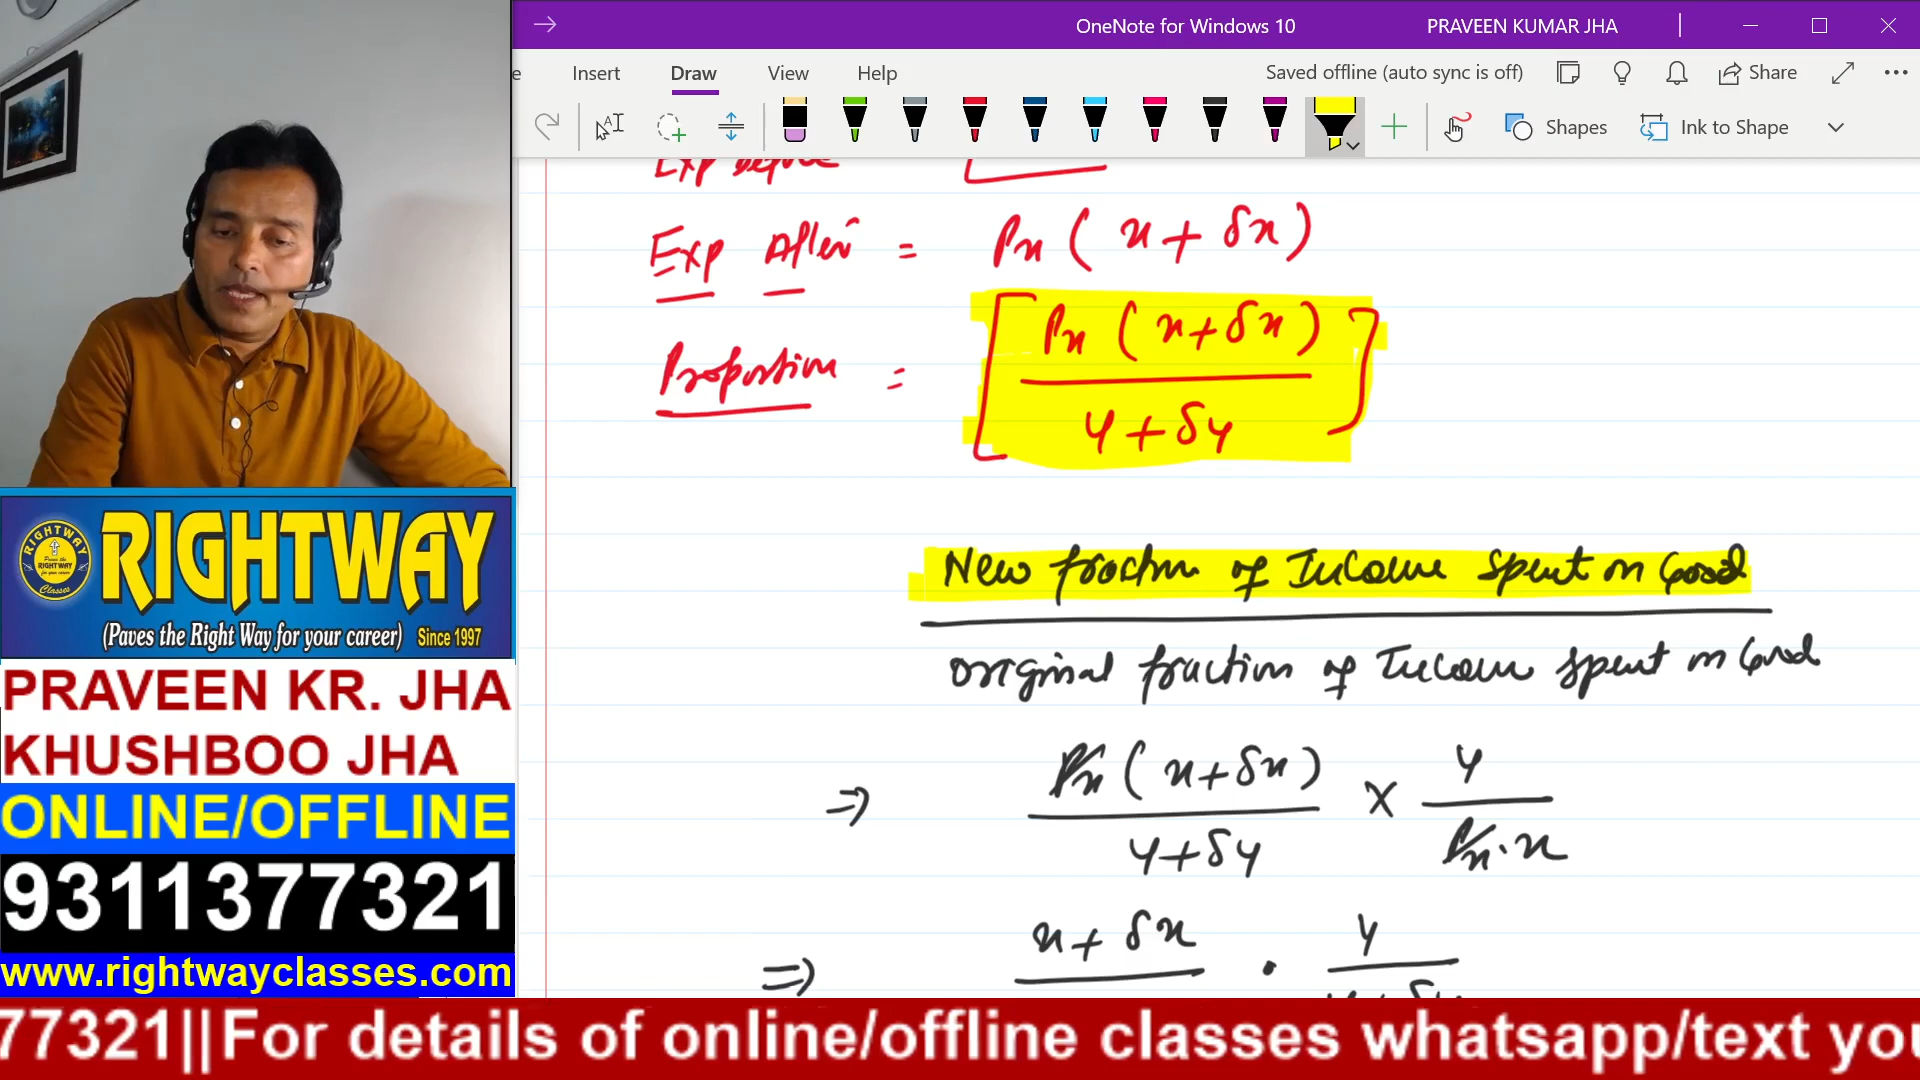 OneNote for Windows 10
PRAVEEN KUMAR JHA
Insert Draw View Help
Saved offline (auto sync is off)
Share
Shapes
Ink to Shape
Exp before
Exp After = Px ( x + δx )
Proportion = [ Px ( x + δx )
y + δy ]
New fraction of Income Spent on Good
original fraction of Income spent on Good
⇒ Px ( x + δx ) / y + δy × y / Px · x
⇒ x + δx · y
RIGHTWAY
(Paves the Right Way for your career) Since 1997
RIGHTWAY
Classes
PRAVEEN KR. JHA
KHUSHBOO JHA
ONLINE/OFFLINE
9311377321
www.rightwayclasses.com
77321||For details of online/offline classes whatsapp/text you